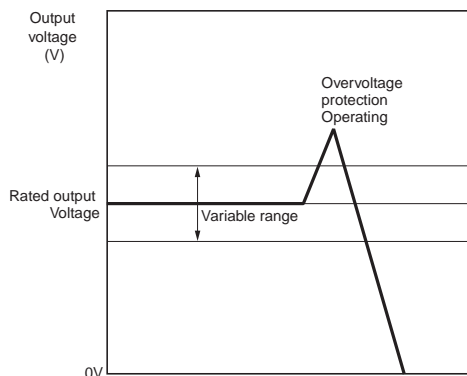 Output
voltage
(V)
Overvoltage
protection
Operating
Rated output
Voltage
Variable range
0V